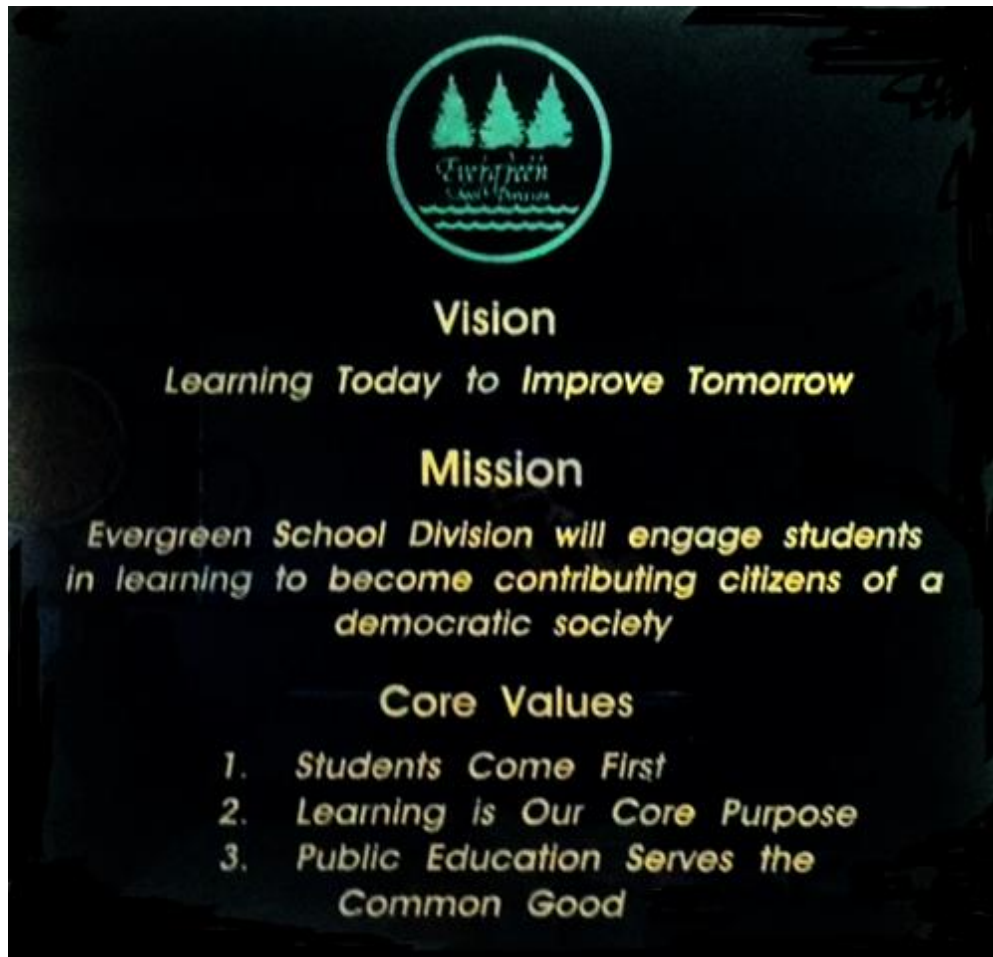 Evergreen
School Division
Vision
Learning Today to Improve Tomorrow
Mission
Evergreen School Division will engage students
in learning to become contributing citizens of a
democratic society
Core Values
1. Students Come First
2. Learning is Our Core Purpose
3. Public Education Serves the
Common Good